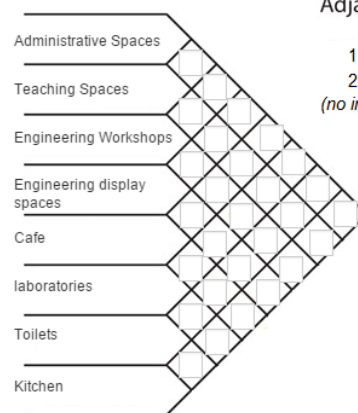 Adja
Administrative Spaces
1
Teaching Spaces
2
(no in
Engineering Workshops
Engineering display
spaces
Cafe
laboratories
Toilets
Kitchen